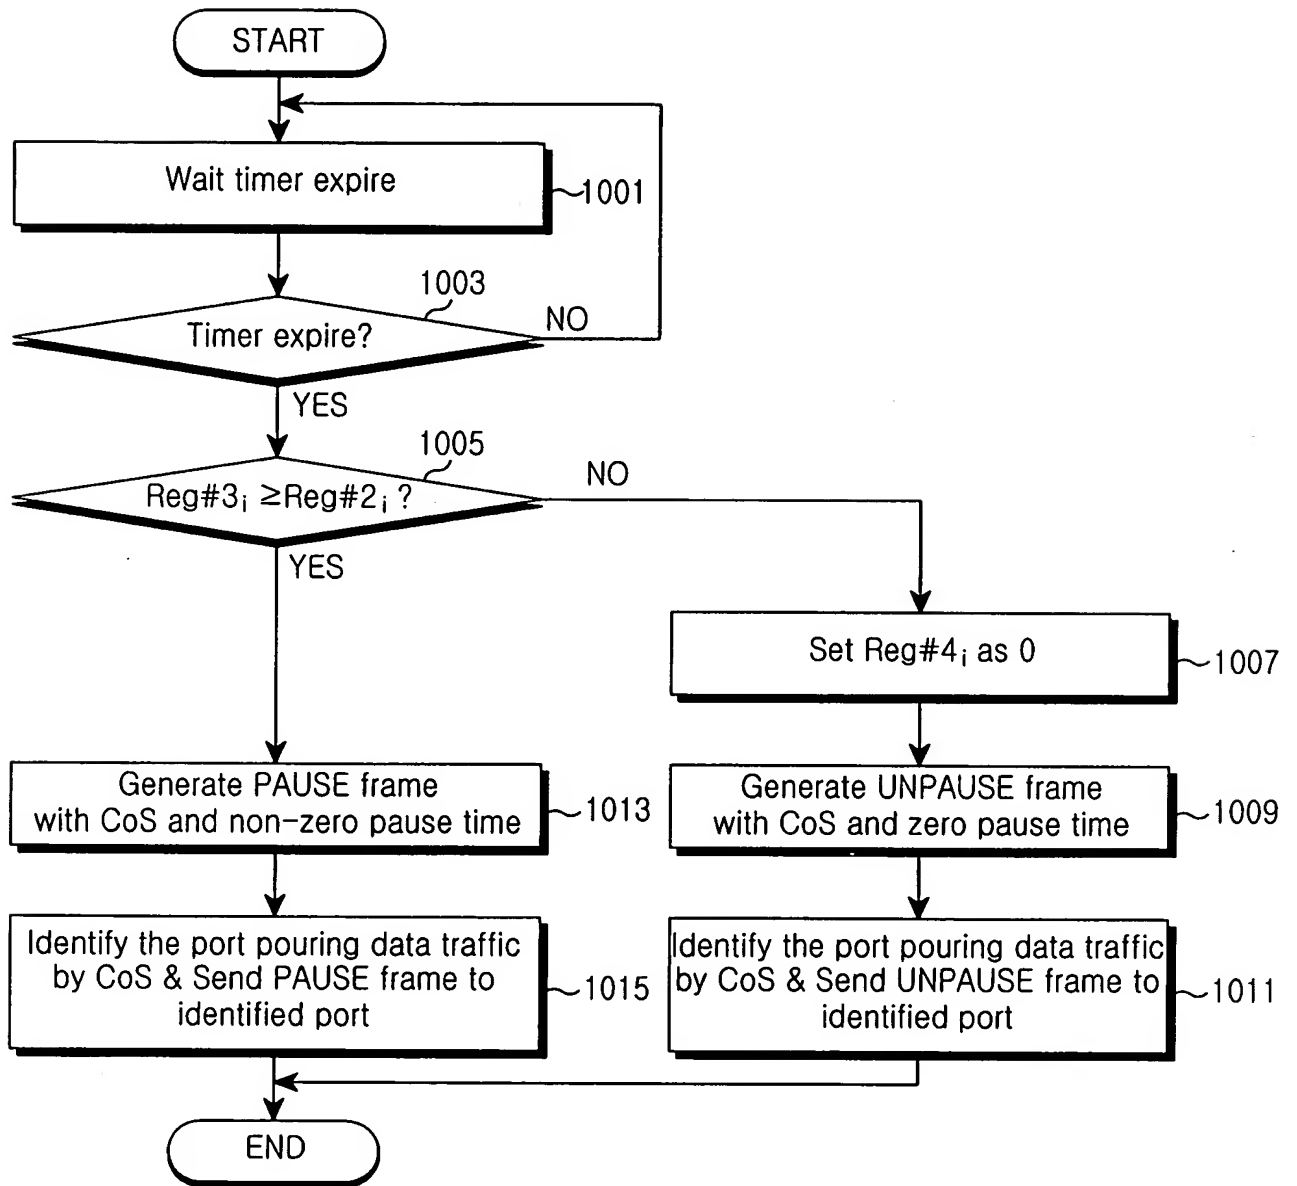 START
Wait timer expire
1001
1003
Timer expire?
NO
YES
1005
Reg#3i ≥Reg#2i ?
NO
YES
Set Reg#4i as 0
1007
Generate PAUSE frame
with CoS and non-zero pause time
1013
Generate UNPAUSE frame
with CoS and zero pause time
1009
Identify the port pouring data traffic
by CoS & Send PAUSE frame to
identified port
1015
Identify the port pouring data traffic
by CoS & Send UNPAUSE frame to
identified port
1011
END